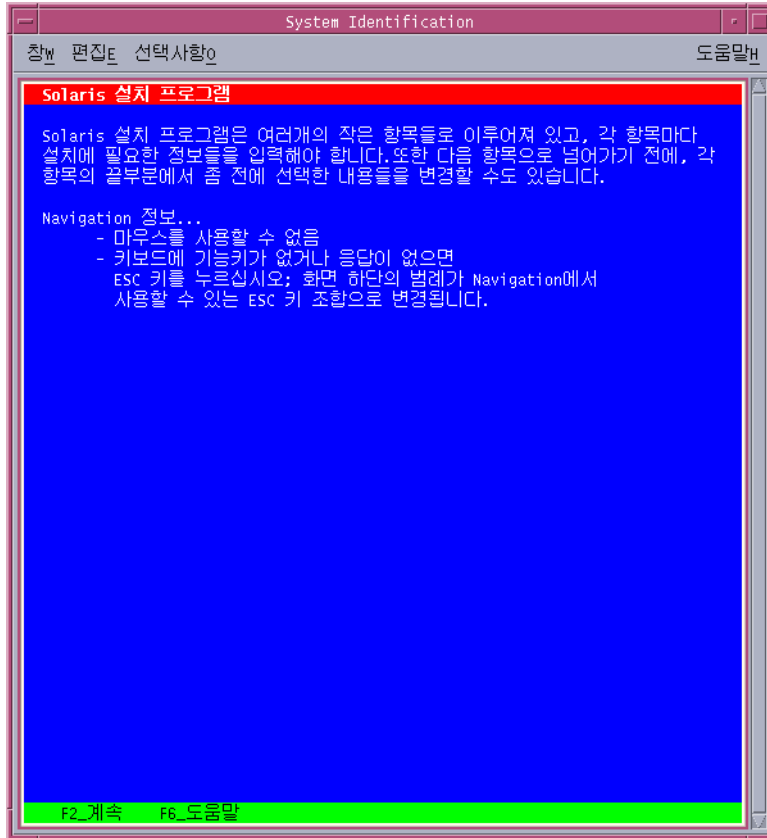 System Identification
창W 편집E 선택사항O 도움말H
Solaris 설치 프로그램
Solaris 설치 프로그램은 여러개의 작은 항목들로 이루어져 있고, 각 항목마다
설치에 필요한 정보들을 입력해야 합니다.또한 다음 항목으로 넘어가기 전에, 각
항목의 끝부분에서 좀 전에 선택한 내용들을 변경할 수도 있습니다.
Navigation 정보...
- 마우스를 사용할 수 없음
- 키보드에 기능키가 없거나 응답이 없으면
ESC 키를 누르십시오; 화면 하단의 범례가 Navigation에서
사용할 수 있는 ESC 키 조합으로 변경됩니다.
F2_계속 F6_도움말